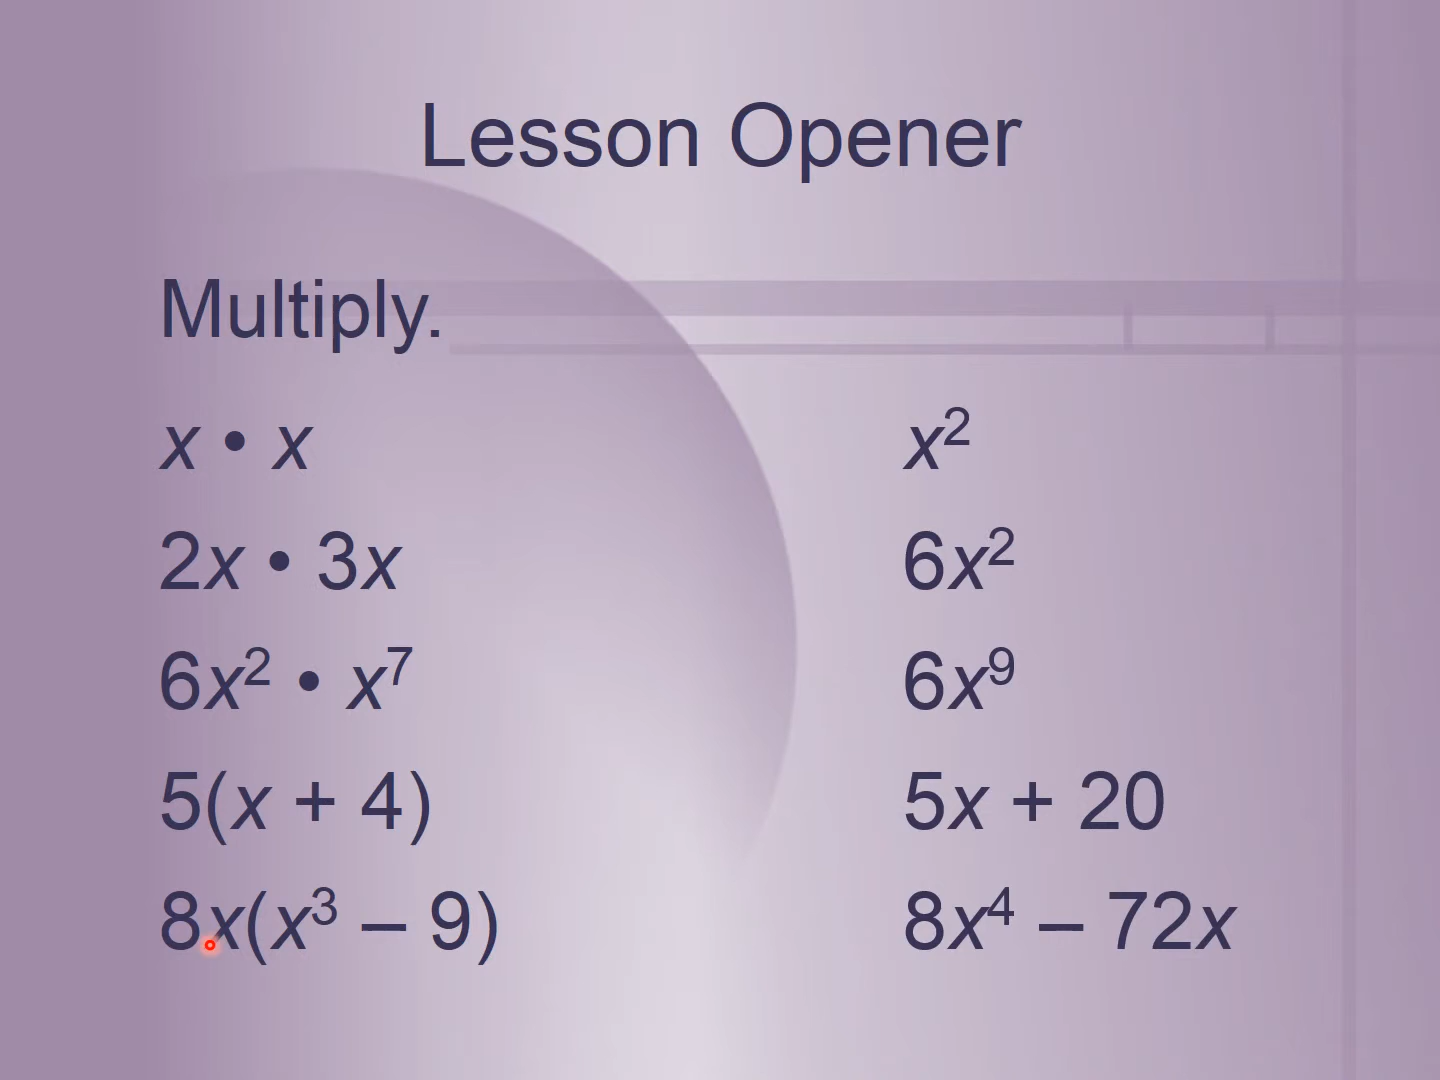 Lesson Opener
Multiply.
x • x x²
2x • 3x 6x²
6x² • x⁷ 6x⁹
5(x + 4) 5x + 20
8x(x³ – 9) 8x⁴ – 72x